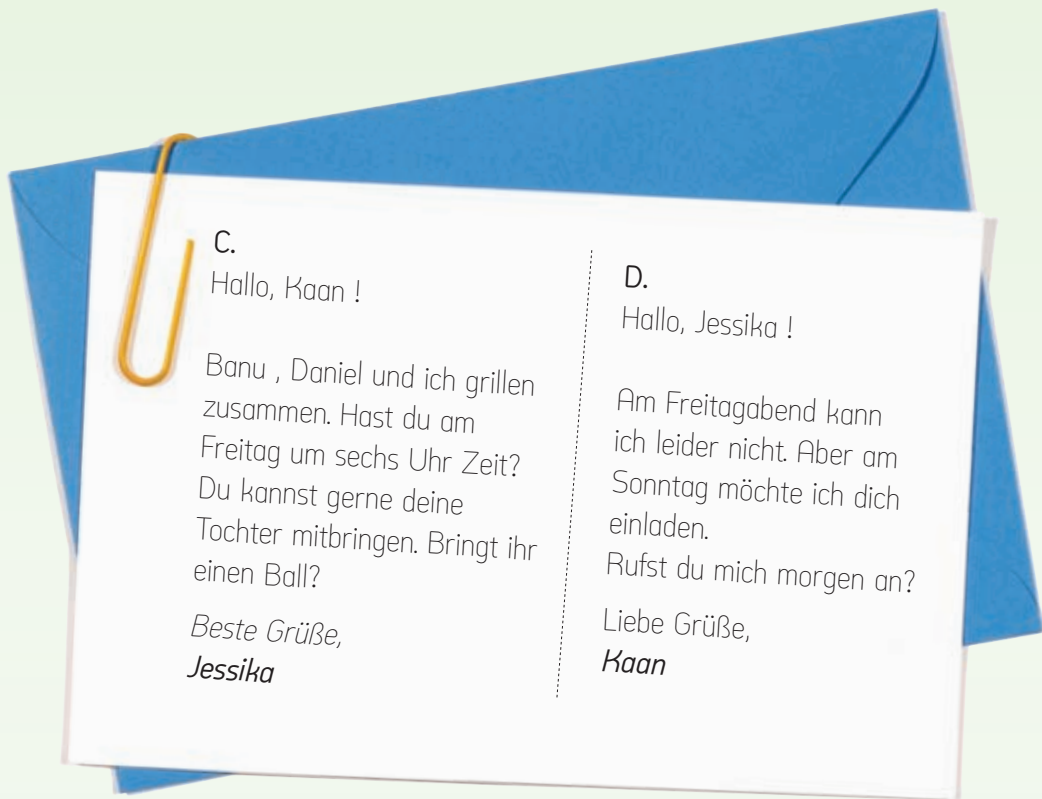 C.
Hallo, Kaan !
Banu , Daniel und ich grillen
zusammen. Hast du am
Freitag um sechs Uhr Zeit?
Du kannst gerne deine
Tochter mitbringen. Bringt ihr
einen Ball?
Beste Grüße,
Jessika
D.
Hallo, Jessika !
Am Freitagabend kann
ich leider nicht. Aber am
Sonntag möchte ich dich
einladen.
Rufst du mich morgen an?
Liebe Grüße,
Kaan